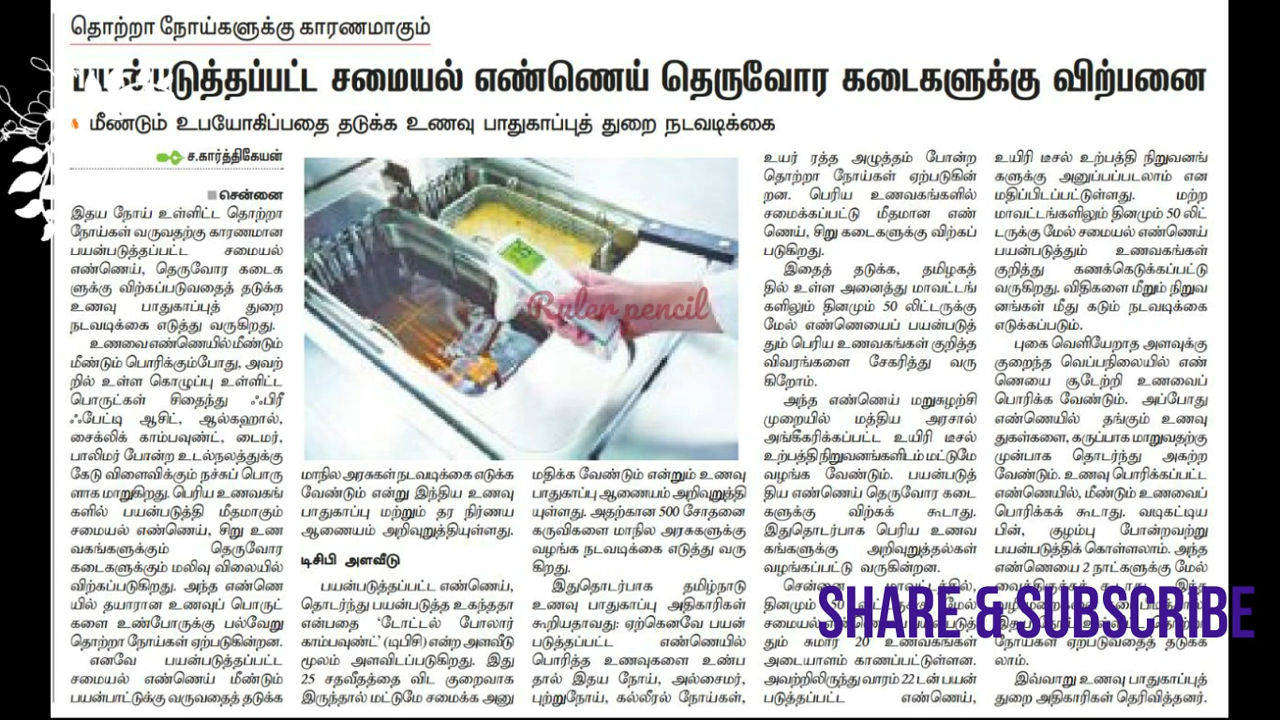 தொற்றா நோய்களுக்கு காரணமாகும்
பயன்படுத்தப்பட்ட சமையல் எண்ணெய் தெருவோர கடைகளுக்கு விற்பனை
மீண்டும் உபயோகிப்பதை தடுக்க உணவு பாதுகாப்புத் துறை நடவடிக்கை
ச.கார்த்திகேயன்
சென்னை
இதய நோய் உள்ளிட்ட தொற்றா
நோய்கள் வருவதற்கு காரணமான
பயன்படுத்தப்பட்ட சமையல்
எண்ணெய், தெருவோர கடைக
ளுக்கு விற்கப்படுவதைத் தடுக்க
உணவு பாதுகாப்புத் துறை
நடவடிக்கை எடுத்து வருகிறது.
உணவை எண்ணெயில் மீண்டும்
மீண்டும் பொரிக்கும்போது, அவற்
றில் உள்ள கொழுப்பு உள்ளிட்ட
பொருட்கள் சிதைந்து ஃபிரீ
ஃபேட்டி ஆசிட், ஆல்கஹால்,
சைக்லிக் காம்பவுண்ட், டைமர்,
பாலிமர் போன்ற உடல்நலத்துக்கு
கேடு விளைவிக்கும் நச்சுப் பொரு
ளாக மாறுகிறது. பெரிய உணவகங்
களில் பயன்படுத்தி மீதமாகும்
சமையல் எண்ணெய், சிறு உண
வகங்களுக்கும் தெருவோர
கடைகளுக்கும் மலிவு விலையில்
விற்கப்படுகிறது. அந்த எண்ணெ
யில் தயாரான உணவுப் பொருட்
களை உண்போருக்கு பல்வேறு
தொற்றா நோய்கள் ஏற்படுகின்றன.
எனவே பயன்படுத்தப்பட்ட
சமையல் எண்ணெய் மீண்டும்
பயன்பாட்டுக்கு வருவதைத் தடுக்க
Ruler pencil
மாநில அரசுகள் நடவடிக்கை எடுக்க
வேண்டும் என்று இந்திய உணவு
பாதுகாப்பு மற்றும் தர நிர்ணய
ஆணையம் அறிவுறுத்தியுள்ளது.
டிசிபி அளவீடு
பயன்படுத்தப்பட்ட எண்ணெய்,
தொடர்ந்து பயன்படுத்த உகந்ததா
என்பதை ‘டோட்டல் போலார்
காம்பவுண்ட்’ (டிபிசி) என்ற அளவீடு
மூலம் அளவிடப்படுகிறது. இது
25 சதவீதத்தை விட குறைவாக
இருந்தால் மட்டுமே சமைக்க அனு
மதிக்க வேண்டும் என்றும் உணவு
பாதுகாப்பு ஆணையம் அறிவுறுத்தி
யுள்ளது. அதற்கான 500 சோதனை
கருவிகளை மாநில அரசுகளுக்கு
வழங்க நடவடிக்கை எடுத்து வரு
கிறது.
இதுதொடர்பாக தமிழ்நாடு
உணவு பாதுகாப்பு அதிகாரிகள்
கூறியதாவது: ஏற்கெனவே பயன்
படுத்தப்பட்ட எண்ணெயில்
பொரித்த உணவுகளை உண்ப
தால் இதய நோய், அல்சைமர்,
புற்றுநோய், கல்லீரல் நோய்கள்,
உயர் ரத்த அழுத்தம் போன்ற
தொற்றா நோய்கள் ஏற்படுகின்
றன. பெரிய உணவகங்களில்
சமைக்கப்பட்டு மீதமான எண்
ணெய், சிறு கடைகளுக்கு விற்கப்
படுகிறது.
இதைத் தடுக்க, தமிழகத்
தில் உள்ள அனைத்து மாவட்டங்
களிலும் தினமும் 50 லிட்டருக்கு
மேல் எண்ணெயைப் பயன்படுத்
தும் பெரிய உணவகங்கள் குறித்த
விவரங்களை சேகரித்து வரு
கிறோம்.
அந்த எண்ணெய் மறுசுழற்சி
முறையில் மத்திய அரசால்
அங்கீகரிக்கப்பட்ட உயிரி டீசல்
உற்பத்தி நிறுவனங்களிடம் மட்டுமே
வழங்க வேண்டும். பயன்படுத்
திய எண்ணெய் தெருவோர கடை
களுக்கு விற்கக் கூடாது.
இதுதொடர்பாக பெரிய உணவ
கங்களுக்கு அறிவுறுத்தல்கள்
வழங்கப்பட்டு வருகின்றன.
சென்னை மாவட்டத்தில்,
தினமும் 50 லிட்டருக்கு மேல்
சமையல் பயன்படுத்
தும் சுமார் 20 உணவகங்கள்
அடையாளம் காணப்பட்டுள்ளன.
அவற்றிலிருந்து வாரம் 22 டன் பயன்
படுத்தப்பட்ட எண்ணெய்,
உயிரி டீசல் உற்பத்தி நிறுவனங்
களுக்கு அனுப்பப்படலாம் என
மதிப்பிடப்பட்டுள்ளது. மற்ற
மாவட்டங்களிலும் தினமும் 50 லிட்
டருக்கு மேல் சமையல் எண்ணெய்
பயன்படுத்தும் உணவகங்கள்
குறித்து கணக்கெடுக்கப்பட்டு
வருகிறது. விதிகளை மீறும் நிறுவ
னங்கள் மீது கடும் நடவடிக்கை
எடுக்கப்படும்.
புகை வெளியேறாத அளவுக்கு
குறைந்த வெப்பநிலையில் எண்
ணெயை சூடேற்றி உணவைப்
பொரிக்க வேண்டும். அப்போது
எண்ணெயில் தங்கும் உணவு
துகள்களை, கருப்பாக மாறுவதற்கு
முன்பாக தொடர்ந்து அகற்ற
வேண்டும். உணவு பொரிக்கப்பட்ட
எண்ணெயில், மீண்டும் உணவைப்
பொரிக்கக் கூடாது. வடிகட்டிய
பின், குழம்பு போன்றவற்று
பயன்படுத்திக் கொள்ளலாம். அந்த
எண்ணெயை 2 நாட்களுக்கு மேல்
நோய்கள் ஏற்படுவதைத் தடுக்க
லாம்.
இவ்வாறு உணவு பாதுகாப்புத்
துறை அதிகாரிகள் தெரிவித்தனர்.
SHARE & SUBSCRIBE